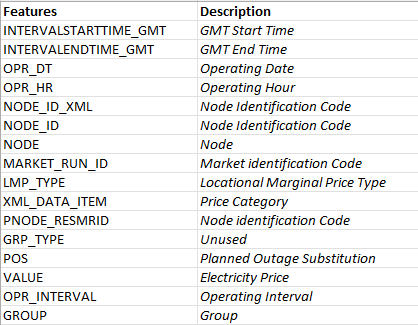 Features Description
INTERVALSTARTTIME_GMT GMT Start Time
INTERVALENDTIME_GMT GMT End Time
OPR_DT Operating Date
OPR_HR Operating Hour
NODE_ID_XML Node Identification Code
NODE_ID Node Identification Code
NODE Node
MARKET_RUN_ID Market identification Code
LMP_TYPE Locational Marginal Price Type
XML_DATA_ITEM Price Category
PNODE_RESMRID Node identification Code
GRP_TYPE Unused
POS Planned Outage Substitution
VALUE Electricity Price
OPR_INTERVAL Operating Interval
GROUP Group